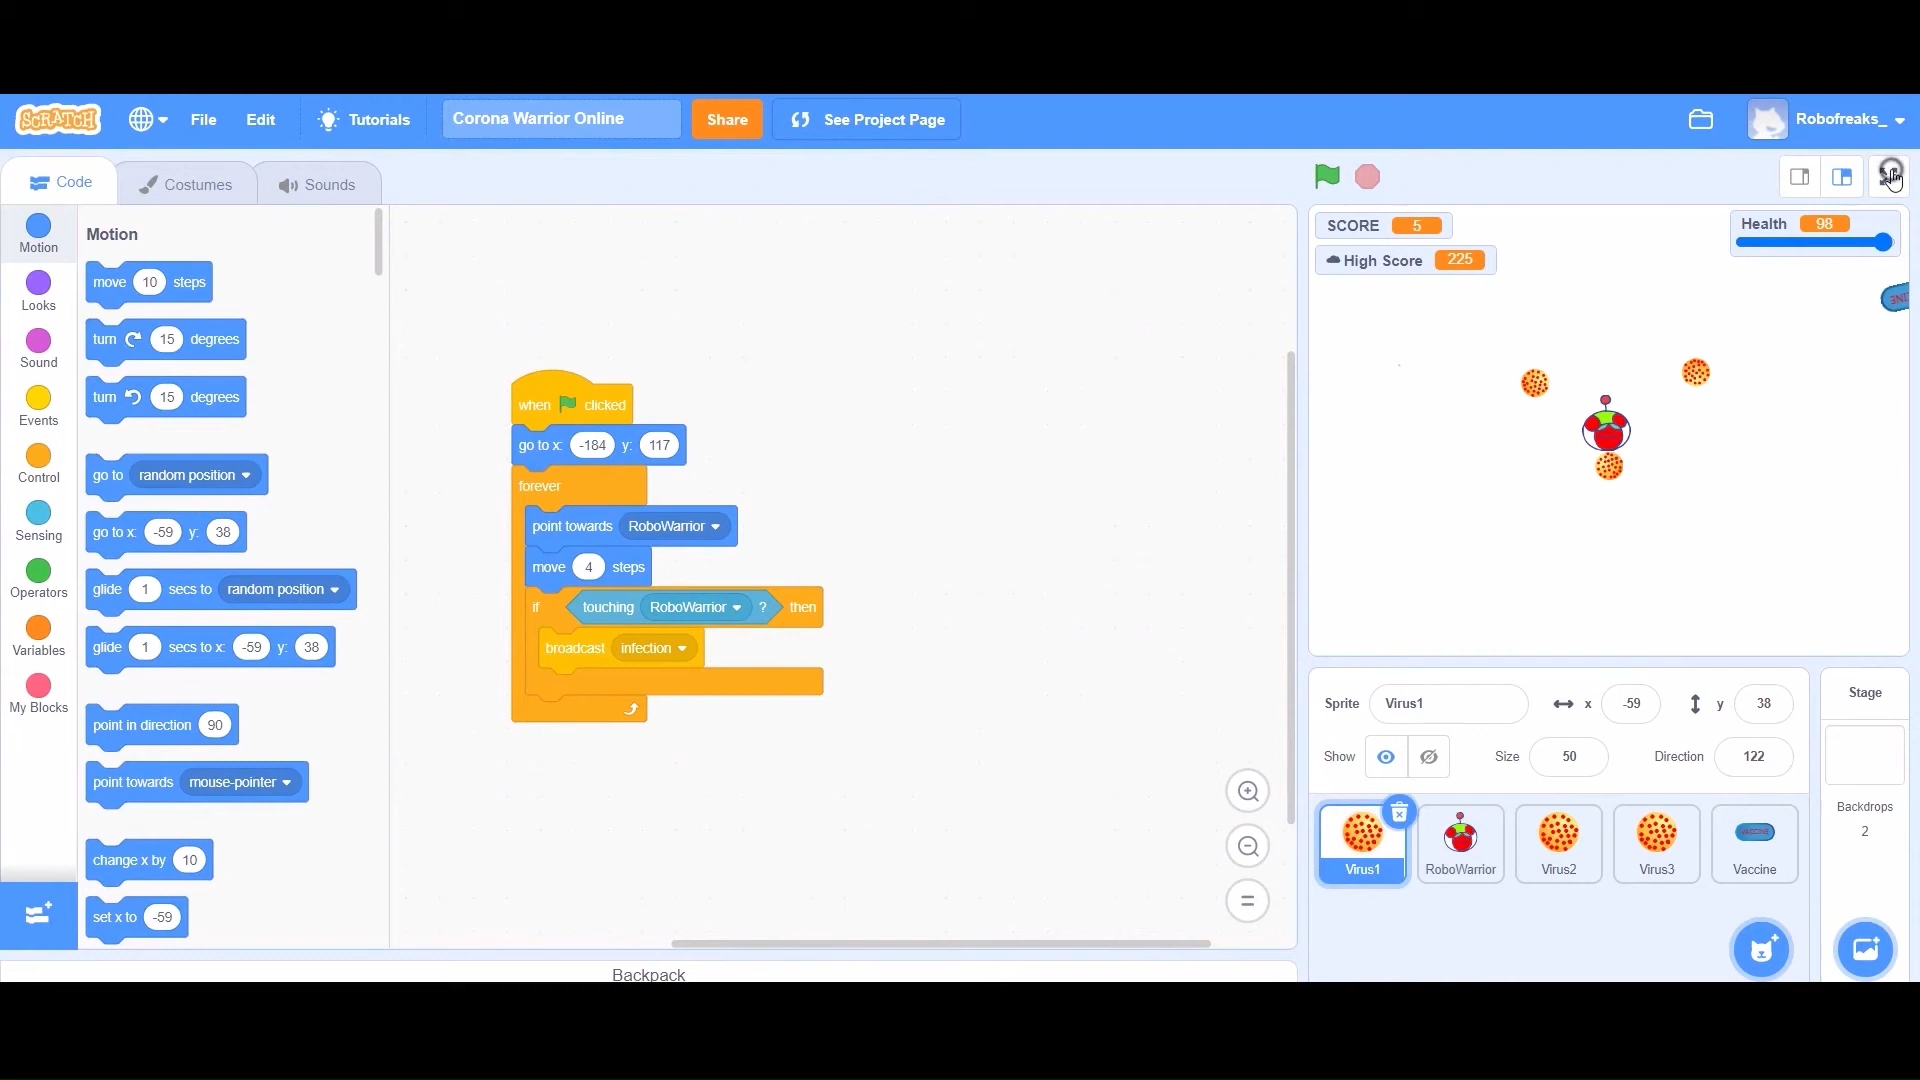 SCRATCH File Edit Tutorials Corona Warrior Online Share See Project Page Robofreaks_
Code Costumes Sounds
Motion
Looks
Sound
Events
Control
Sensing
Operators
Variables
My Blocks
Motion
move 10 steps
turn 15 degrees
turn 15 degrees
go to random position
go to x: -59 y: 38
glide 1 secs to random position
glide 1 secs to x: -59 y: 38
point in direction 90
point towards mouse-pointer
change x by 10
set x to -59
when clicked
go to x: -184 y: 117
forever
point towards RoboWarrior
move 4 steps
if touching RoboWarrior ? then
broadcast infection
Backpack
SCORE 5
High Score 225
Health 98
Sprite Virus1 x -59 y 38
Show Size 50 Direction 122
Virus1 RoboWarrior Virus2 Virus3 Vaccine
VACCINE
Stage
Backdrops
2